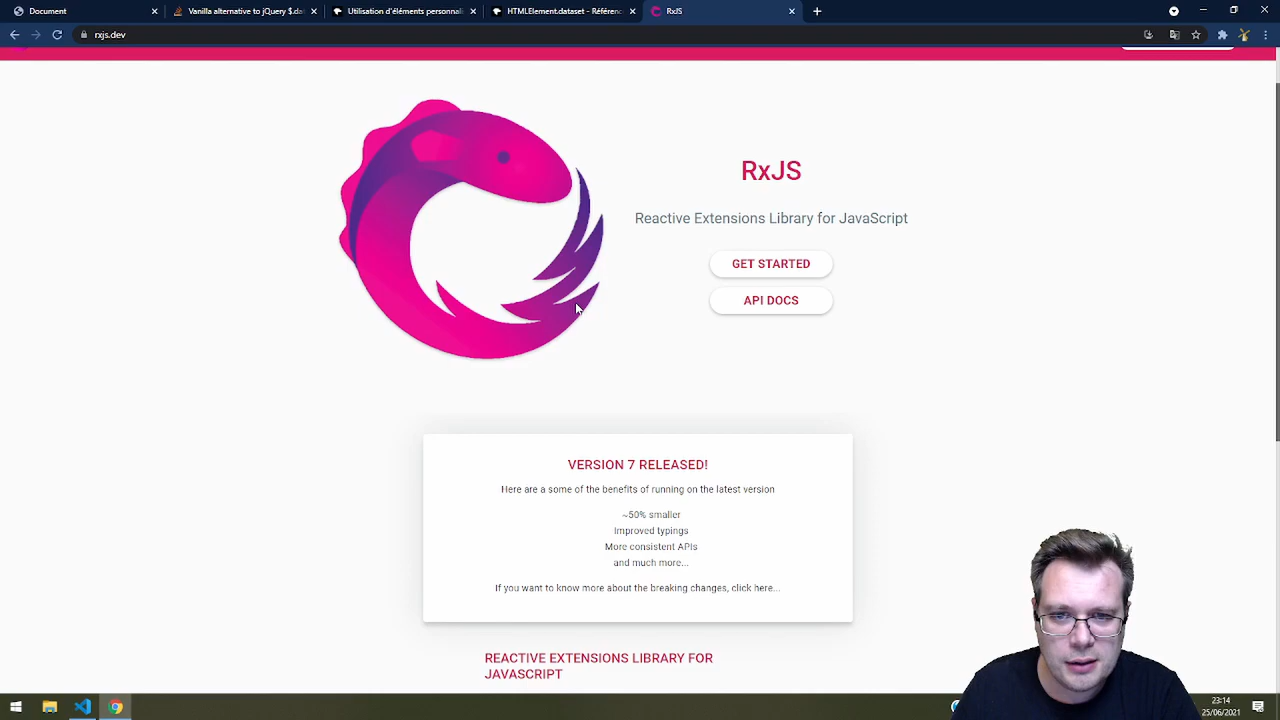 Document
Vanilla alternative to jQuery $.dat
Utilisation d'éléments personnali
HTMLElement.dataset - Référenc
RxJS
rxjs.dev
RxJS
Reactive Extensions Library for JavaScript
GET STARTED
API DOCS
VERSION 7 RELEASED!
Here are a some of the benefits of running on the latest version
~50% smaller
Improved typings
More consistent APIs
and much more...
If you want to know more about the breaking changes, click here...
REACTIVE EXTENSIONS LIBRARY FOR
JAVASCRIPT
23:14
25/06/2021